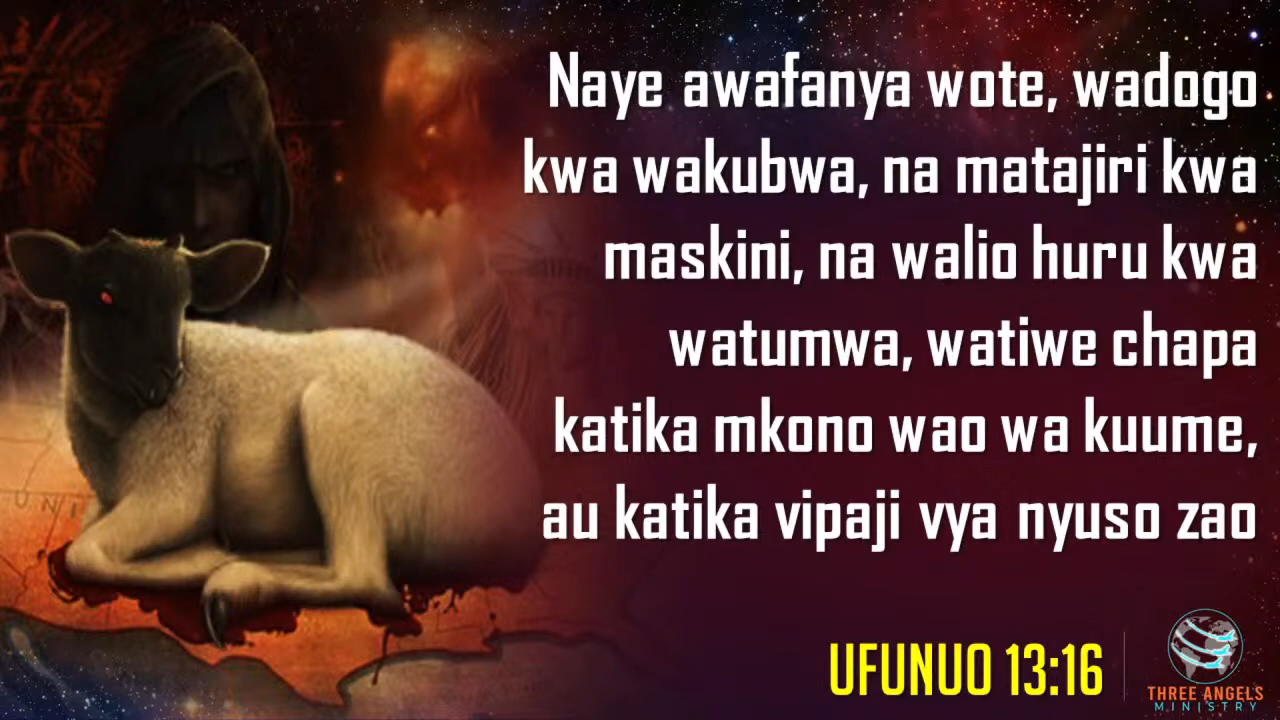 Naye awafanya wote, wadogo
kwa wakubwa, na matajiri kwa
maskini, na walio huru kwa
watumwa, watiwe chapa
katika mkono wao wa kuume,
au katika vipaji vya nyuso zao
UFUNUO 13:16
THREE ANGELS
MINISTRY